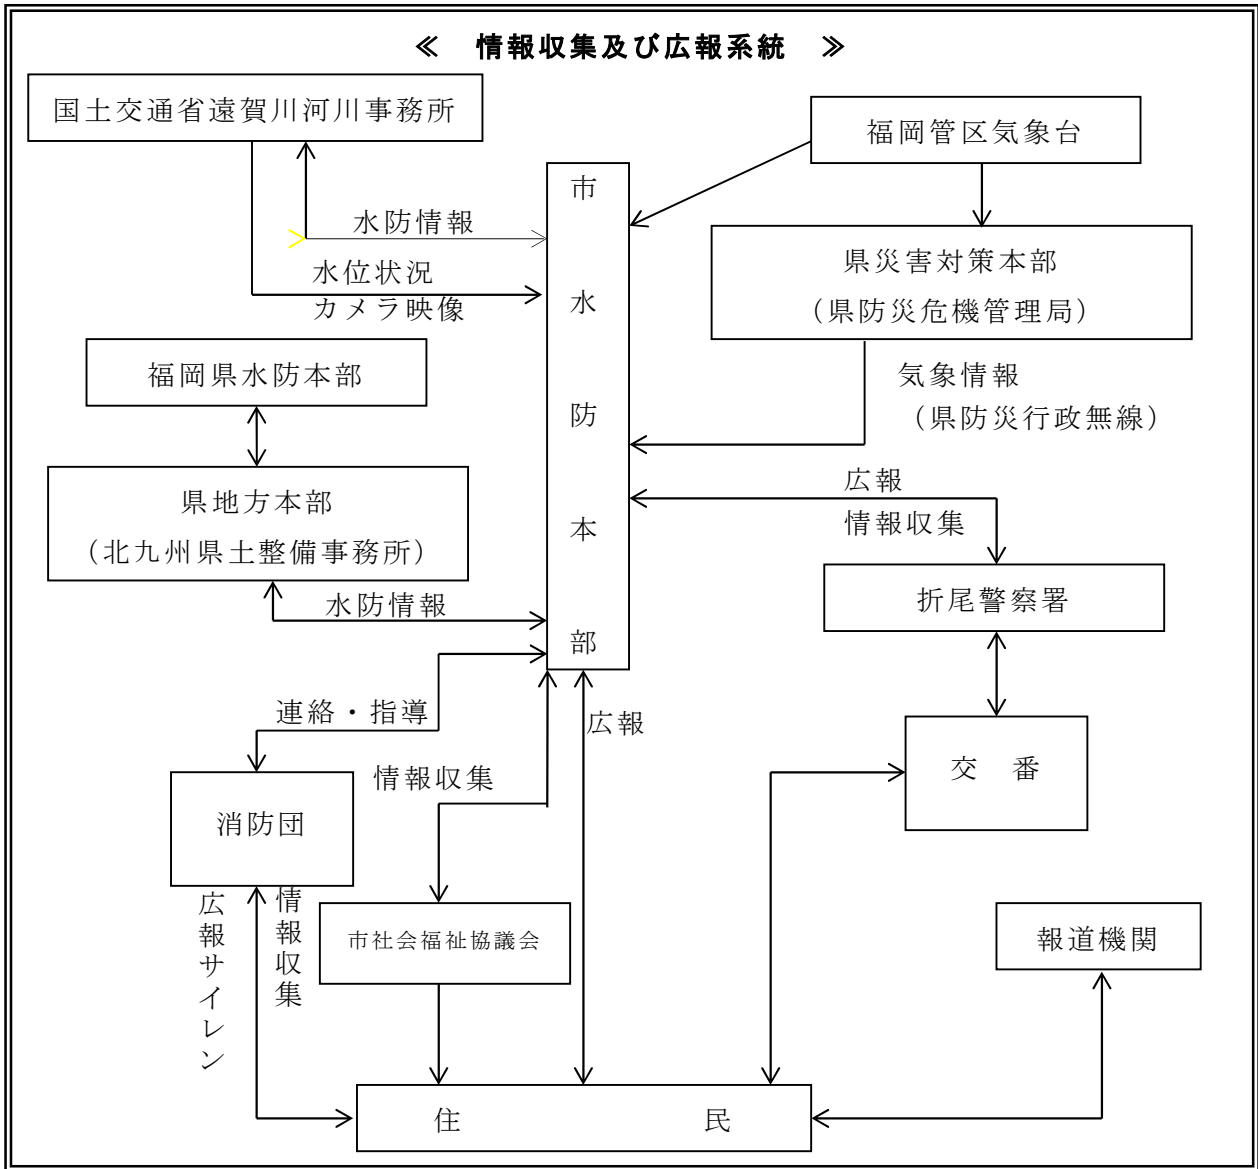 ≪ 情報収集及び広報系統 ≫
国土交通省遠賀川河川事務所
福岡管区気象台
市水防本部
水防情報
水位状況
カメラ映像
県災害対策本部
（県防災危機管理局）
福岡県水防本部
気象情報
（県防災行政無線）
県地方本部
（北九州県土整備事務所）
広報
情報収集
水防情報
折尾警察署
連絡・指導
広報
情報収集
交 番
消防団
広報サイレン
情報収集
市社会福祉協議会
報道機関
住 民